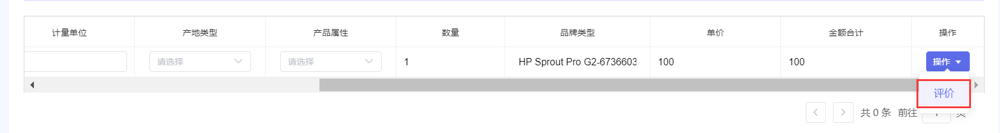 计量单位 产地类型 产品属性 数量 品牌类型 单价 金额合计 操作
请选择 请选择 1 HP Sprout Pro G2-6736603 100 100 操作
评价
共 0 条 前往 页